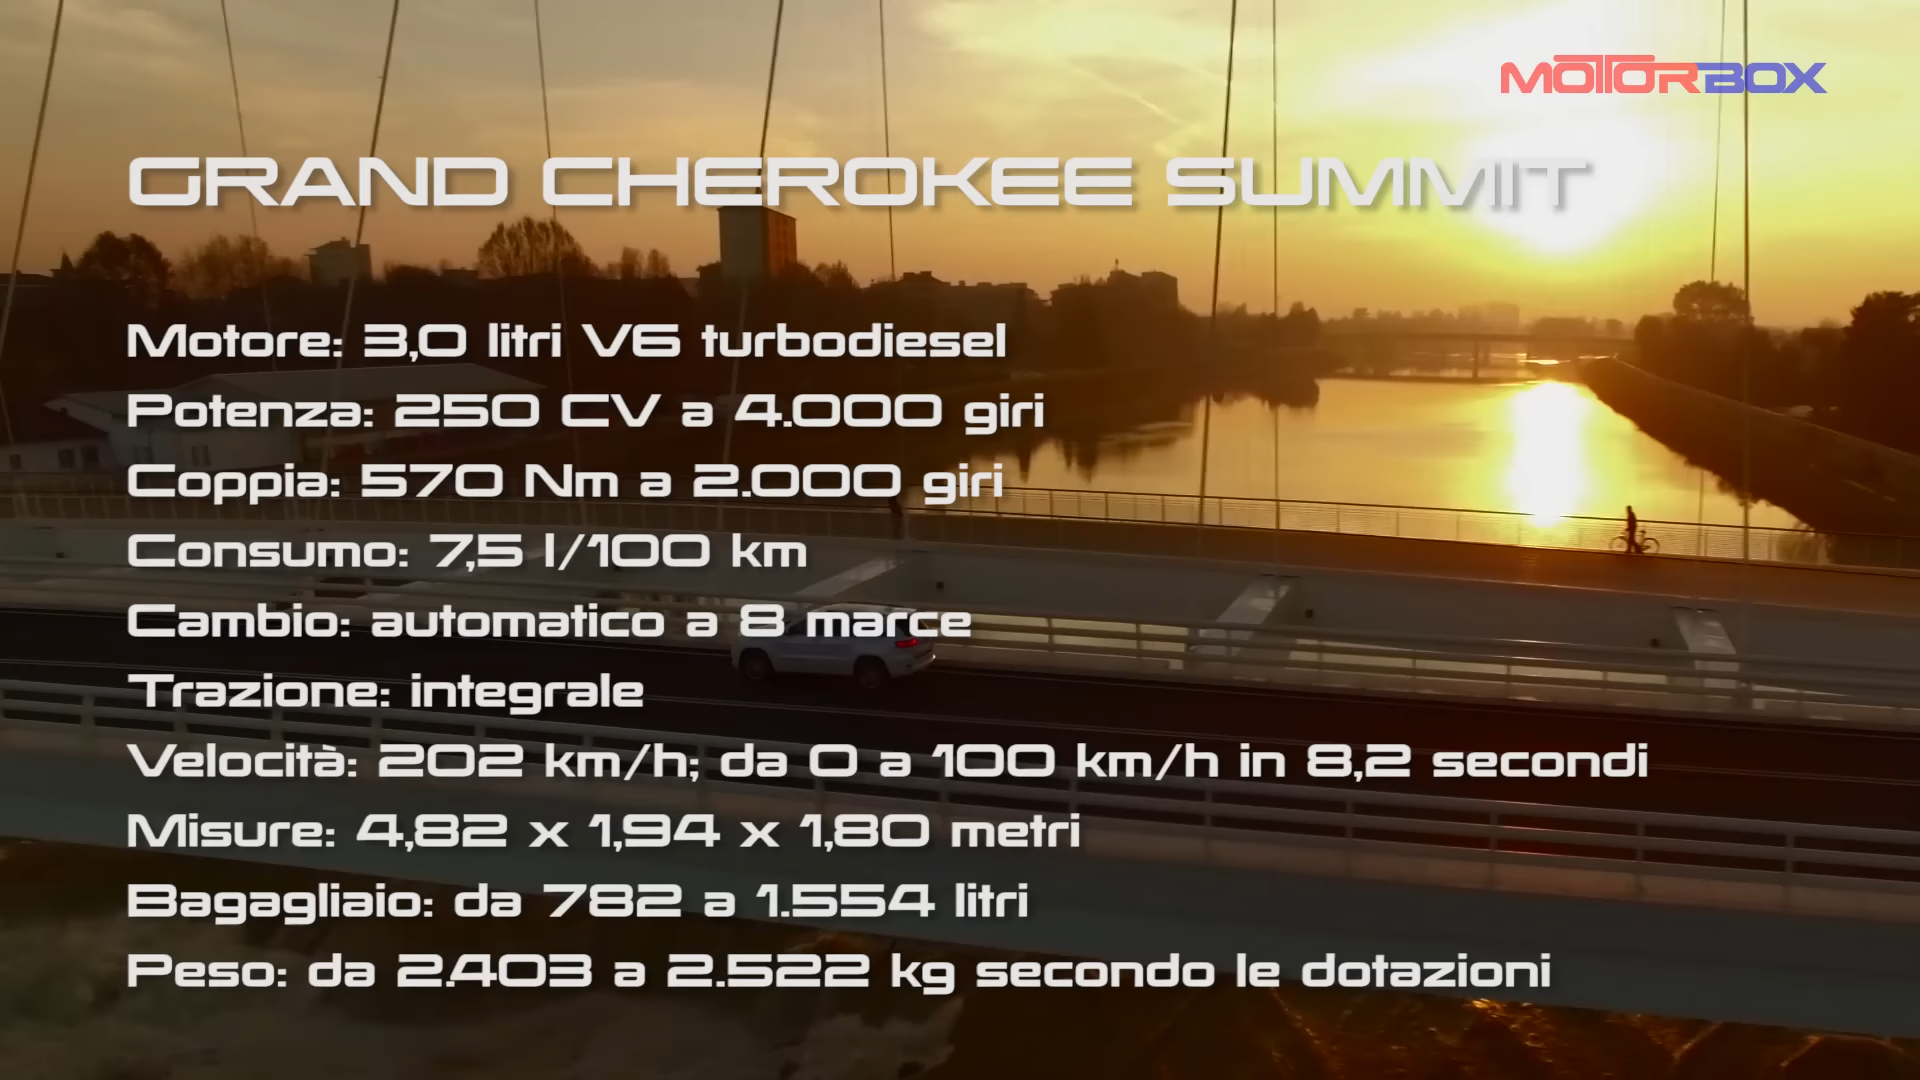 MOTORBOX
GRAND CHEROKEE SUMMIT
Motore: 3,0 litri V6 turbodiesel
Potenza: 250 CV a 4.000 giri
Coppia: 570 Nm a 2.000 giri
Consumo: 7,5 l/100 km
Cambio: automatico a 8 marce
Trazione: integrale
Velocità: 202 km/h; da 0 a 100 km/h in 8,2 secondi
Misure: 4,82 x 1,94 x 1,80 metri
Bagagliaio: da 782 a 1.554 litri
Peso: da 2.403 a 2.522 kg secondo le dotazioni